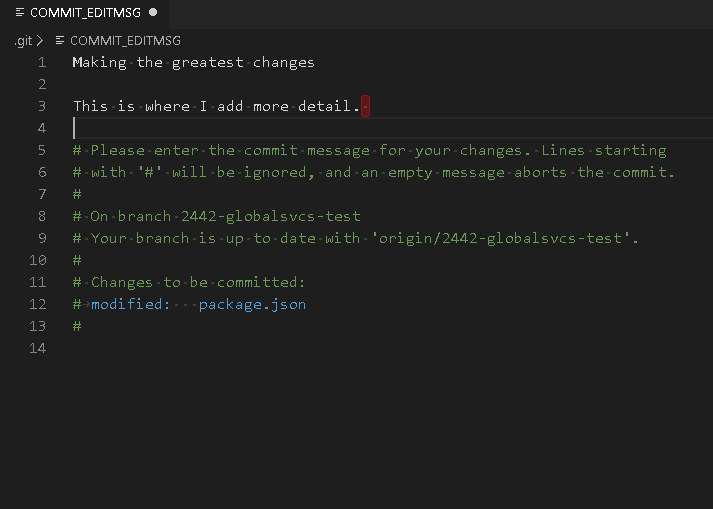 COMMIT_EDITMSG
.git > COMMIT_EDITMSG
1 Making the greatest changes
2
3 This is where I add more detail.
4
5 # Please enter the commit message for your changes. Lines starting
6 # with '#' will be ignored, and an empty message aborts the commit.
7 #
8 # On branch 2442-globalsvcs-test
9 # Your branch is up to date with 'origin/2442-globalsvcs-test'.
10 #
11 # Changes to be committed:
12 # modified:   package.json
13 #
14